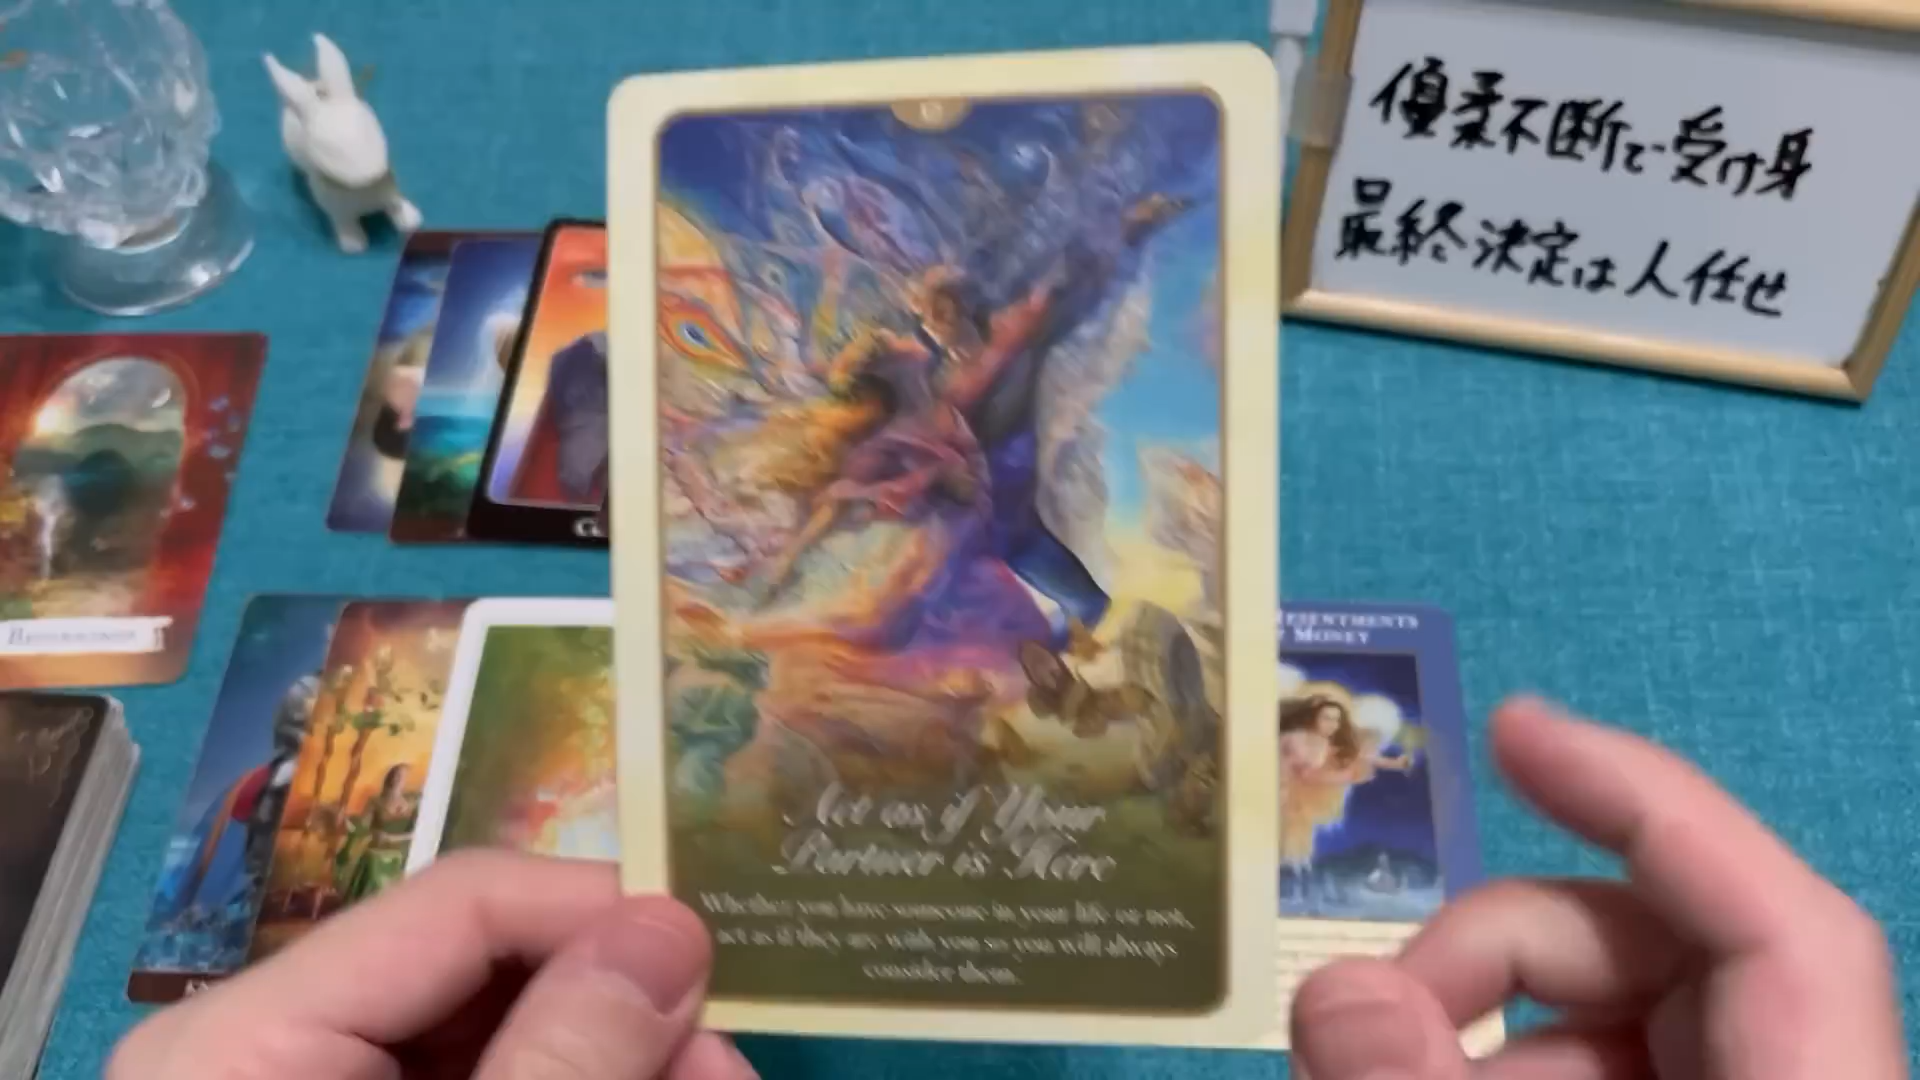 優柔不断で受け身
最終決定は人任せ
Act as if Your
Partner is Here
Whether you have someone in your life or not,
act as if they are with you so you will always
consider them.
MONEY